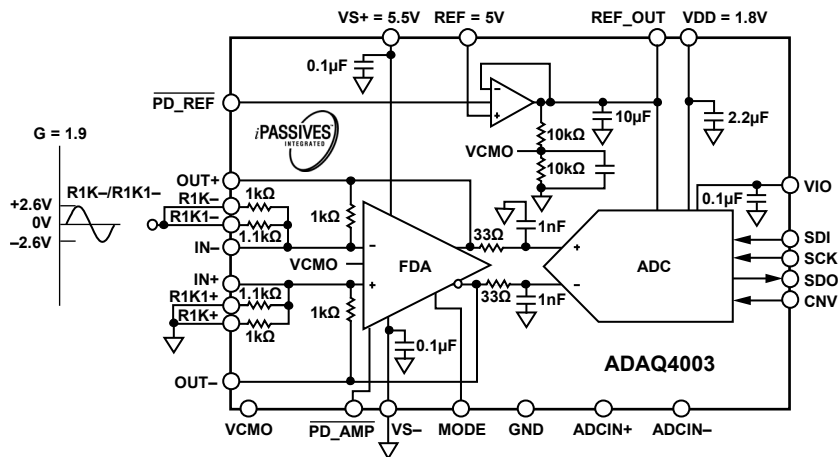 VS+ = 5.5V
REF = 5V
REF_OUT
VDD = 1.8V
0.1µF
PD_REF
iPASSIVES™
INTEGRATED
10kΩ
10µF
2.2µF
G = 1.9
VCMO
10kΩ
OUT+
VIO
+2.6V
R1K–/R1K1–
R1K–
1kΩ
0.1µF
0V
R1K1–
1kΩ
1nF
–2.6V
1.1kΩ
33Ω
SDI
IN–
–
+
SCK
VCMO
FDA
ADC
IN+
+
–
SDO
R1K1+
1.1kΩ
33Ω
1nF
CNV
R1K+
1kΩ
1kΩ
0.1µF
ADAQ4003
OUT–
VCMO
PD_AMP
VS–
MODE
GND
ADCIN+
ADCIN–
–
+